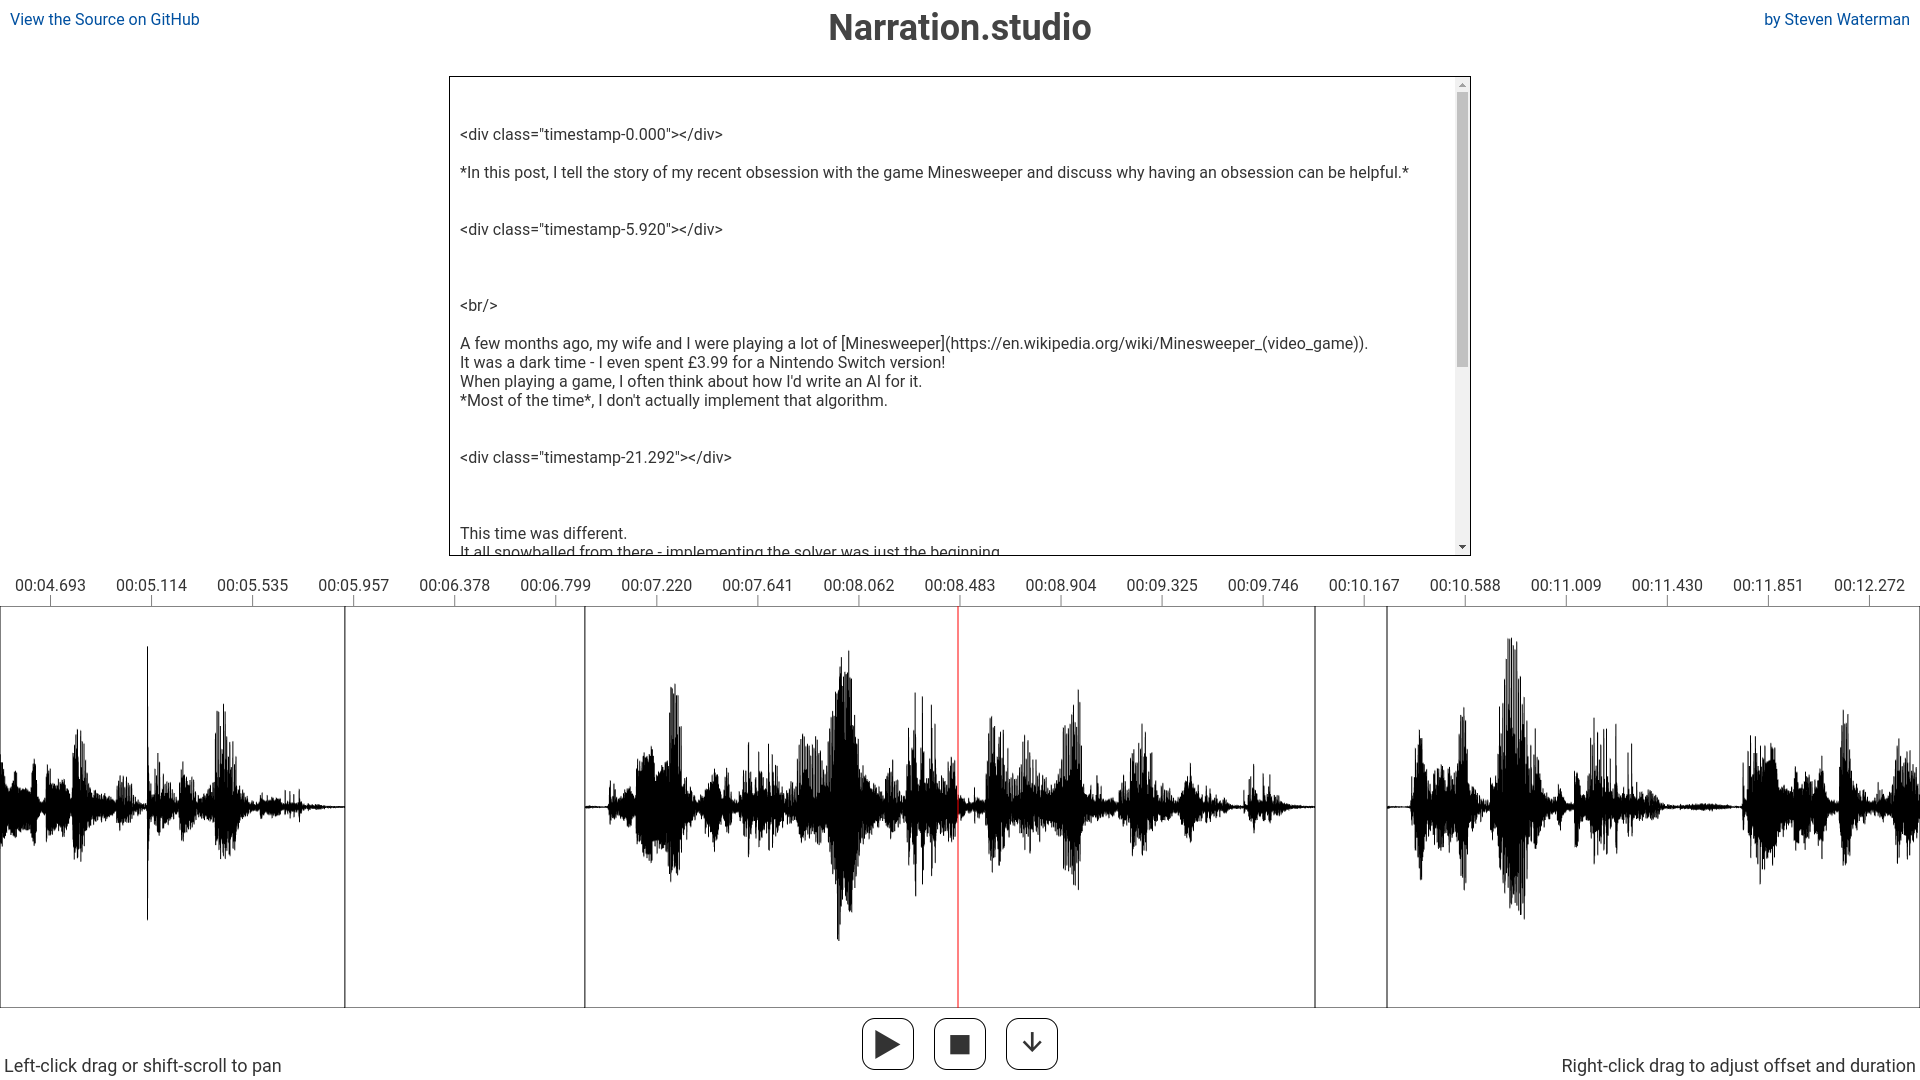 View the Source on GitHub
Narration.studio
by Steven Waterman
<div class="timestamp-0.000"></div>
*In this post, I tell the story of my recent obsession with the game Minesweeper and discuss why having an obsession can be helpful.*
<div class="timestamp-5.920"></div>
<br/>
A few months ago, my wife and I were playing a lot of [Minesweeper](https://en.wikipedia.org/wiki/Minesweeper_(video_game)).
It was a dark time - I even spent £3.99 for a Nintendo Switch version!
When playing a game, I often think about how I'd write an AI for it.
*Most of the time*, I don't actually implement that algorithm.
<div class="timestamp-21.292"></div>
This time was different.
It all snowballed from there - implementing the solver was just the beginning
00:04.693 00:05.114 00:05.535 00:05.957 00:06.378 00:06.799 00:07.220 00:07.641 00:08.062 00:08.483 00:08.904 00:09.325 00:09.746 00:10.167 00:10.588 00:11.009 00:11.430 00:11.851 00:12.272
Left-click drag or shift-scroll to pan
Right-click drag to adjust offset and duration